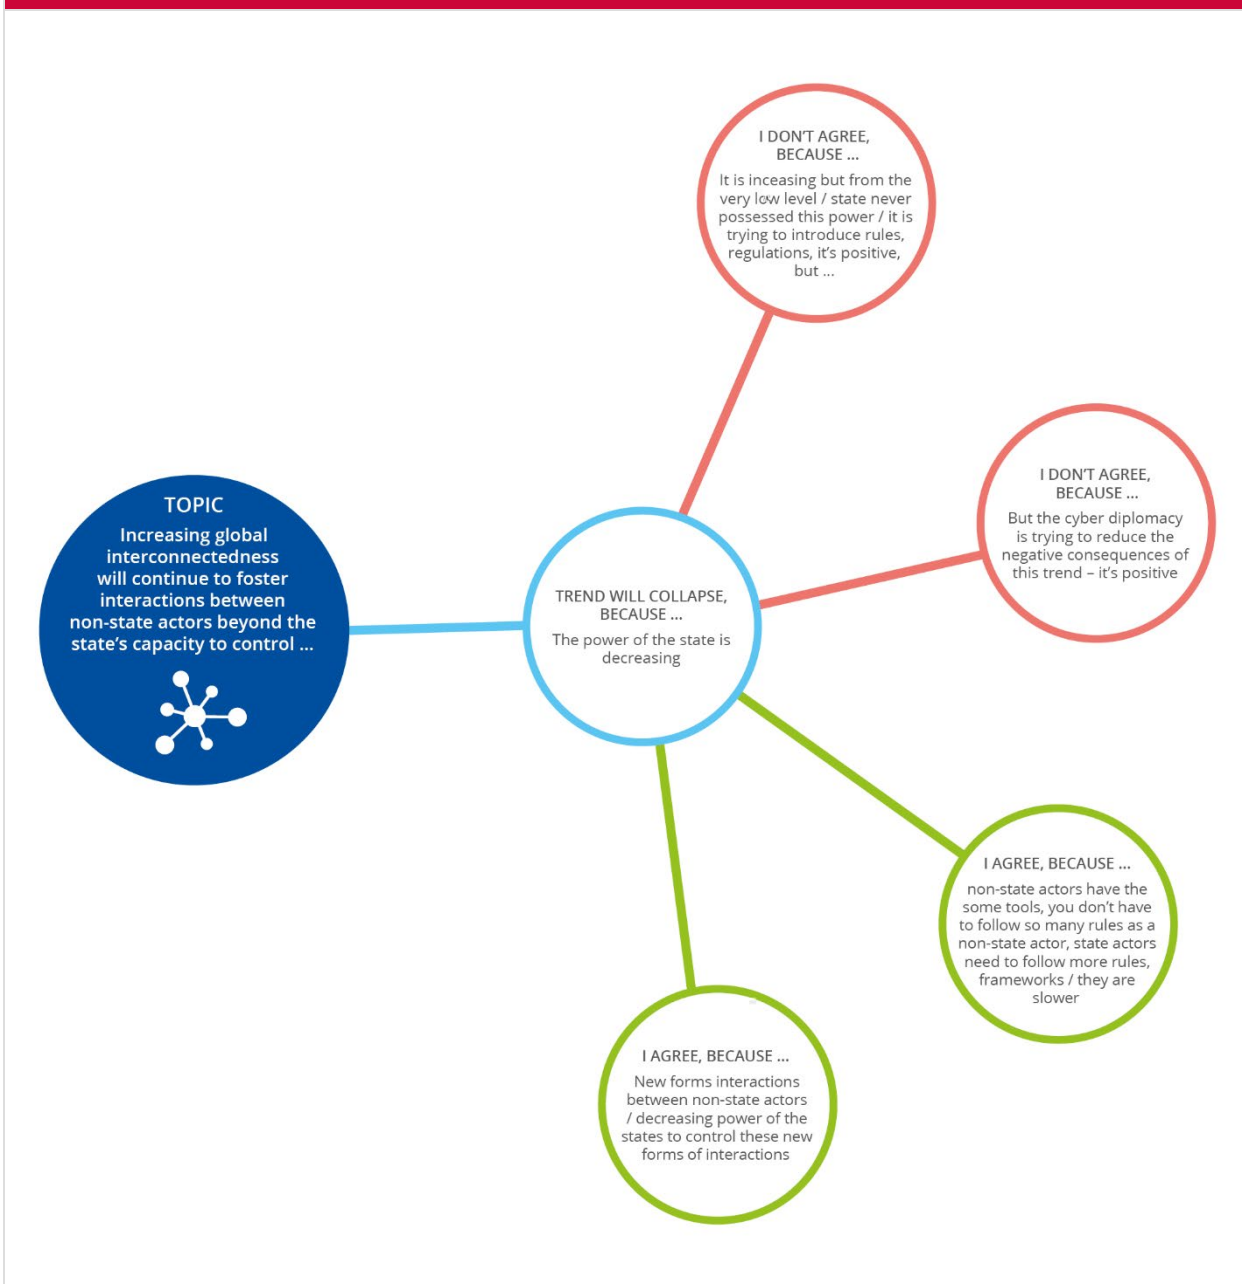 I DON'T AGREE,
BECAUSE ...
It is inceasing but from the
very low level / state never
possessed this power / it is
trying to introduce rules,
regulations, it's positive,
but ...
I DON'T AGREE,
BECAUSE ...
But the cyber diplomacy
is trying to reduce the
negative consequences of
this trend – it's positive
TOPIC
Increasing global
interconnectedness
will continue to foster
interactions between
non-state actors beyond the
state's capacity to control ...
TREND WILL COLLAPSE,
BECAUSE ...
The power of the state is
decreasing
I AGREE, BECAUSE ...
non-state actors have the
some tools, you don't have
to follow so many rules as a
non-state actor, state actors
need to follow more rules,
frameworks / they are
slower
I AGREE, BECAUSE ...
New forms interactions
between non-state actors
/ decreasing power of the
states to control these new
forms of interactions